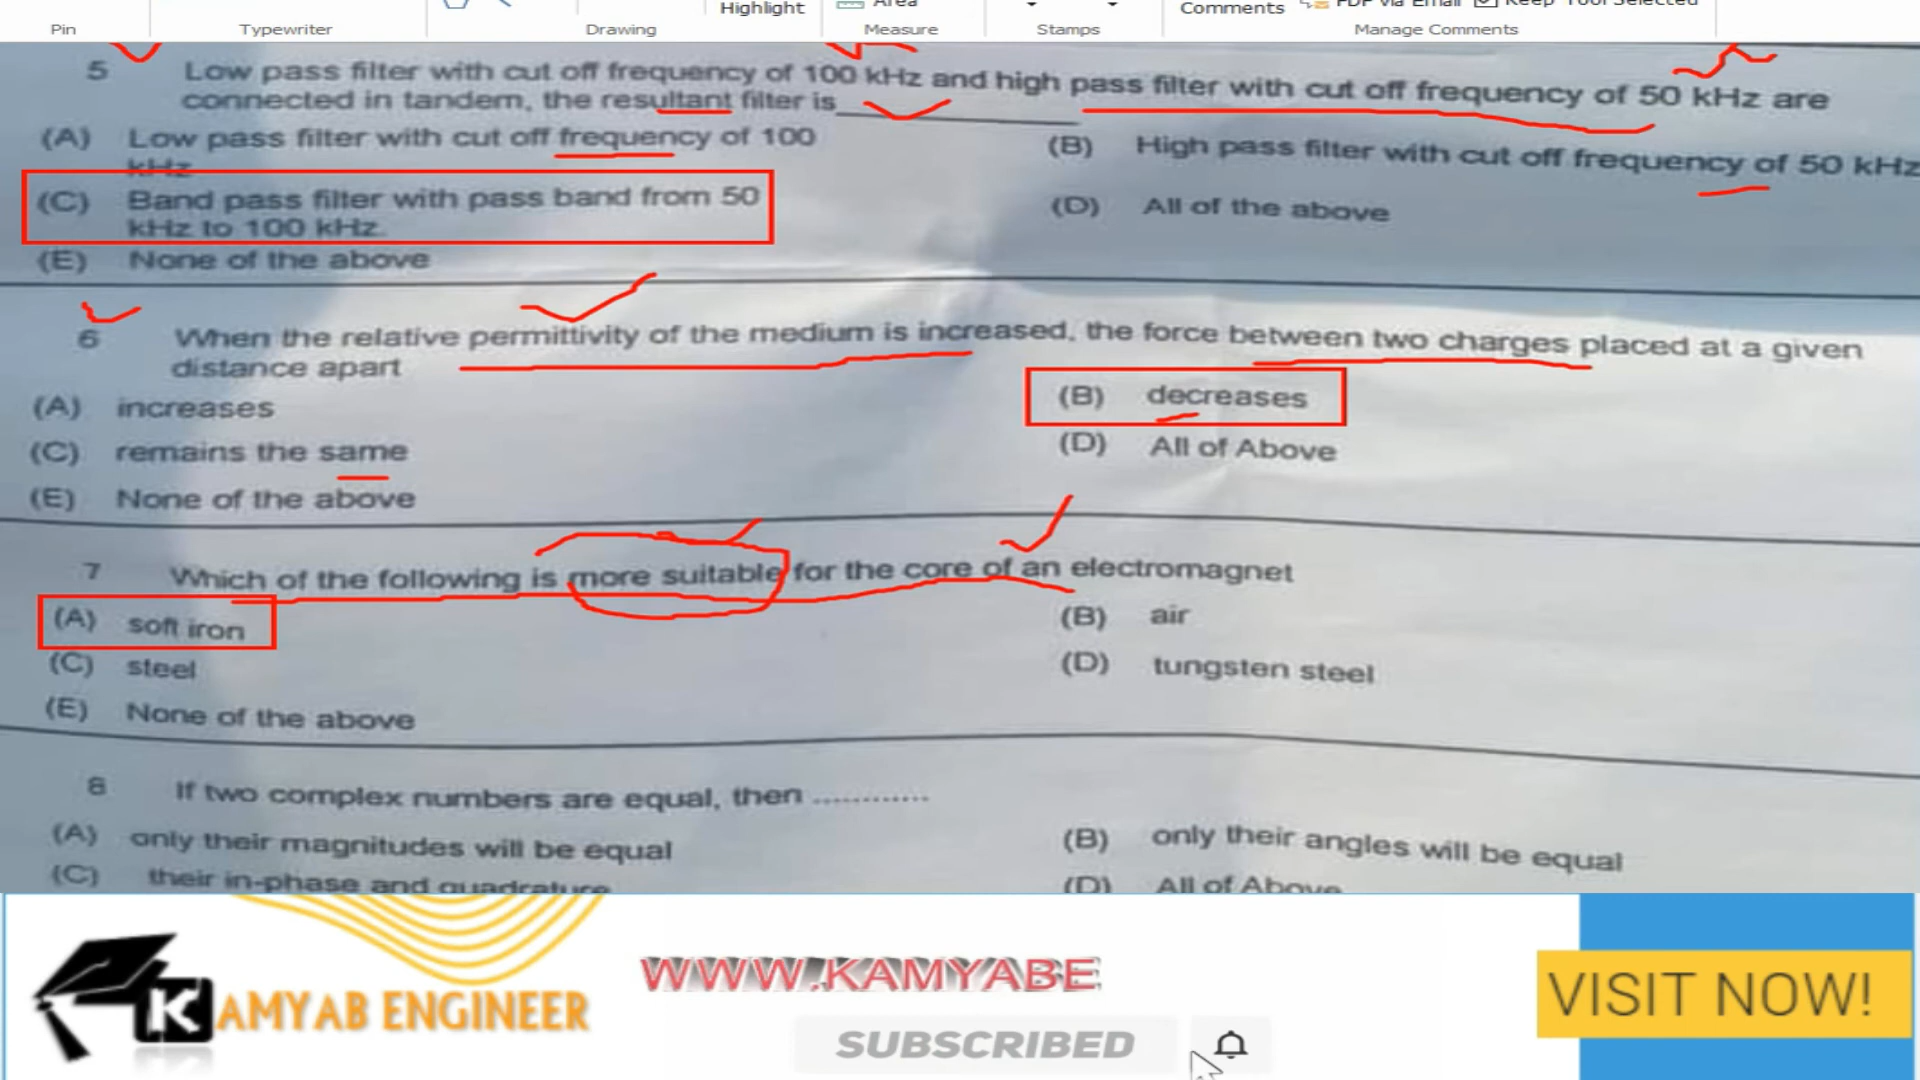 Highlight
Comments
Pin
Typewriter
Drawing
Measure
Stamps
Manage Comments
5 Low pass filter with cut off frequency of 100 kHz and high pass filter with cut off frequency of 50 kHz are
connected in tandem, the resultant filter is
(A) Low pass filter with cut off frequency of 100
kHz
(B) High pass filter with cut off frequency of 50 kHz
(C) Band pass filter with pass band from 50
kHz to 100 kHz.
(D) All of the above
(E) None of the above
6 When the relative permittivity of the medium is increased, the force between two charges placed at a given
distance apart
(A) increases
(B) decreases
(C) remains the same
(D) All of Above
(E) None of the above
7 Which of the following is more suitable for the core of an electromagnet
(A) soft iron
(B) air
(C) steel
(D) tungsten steel
(E) None of the above
8 If two complex numbers are equal, then ............
(A) only their magnitudes will be equal
(B) only their angles will be equal
(C) their in-phase and quadrature
(D) All of Above
KAMYAB ENGINEER
WWW.KAMYABE
SUBSCRIBED
VISIT NOW!